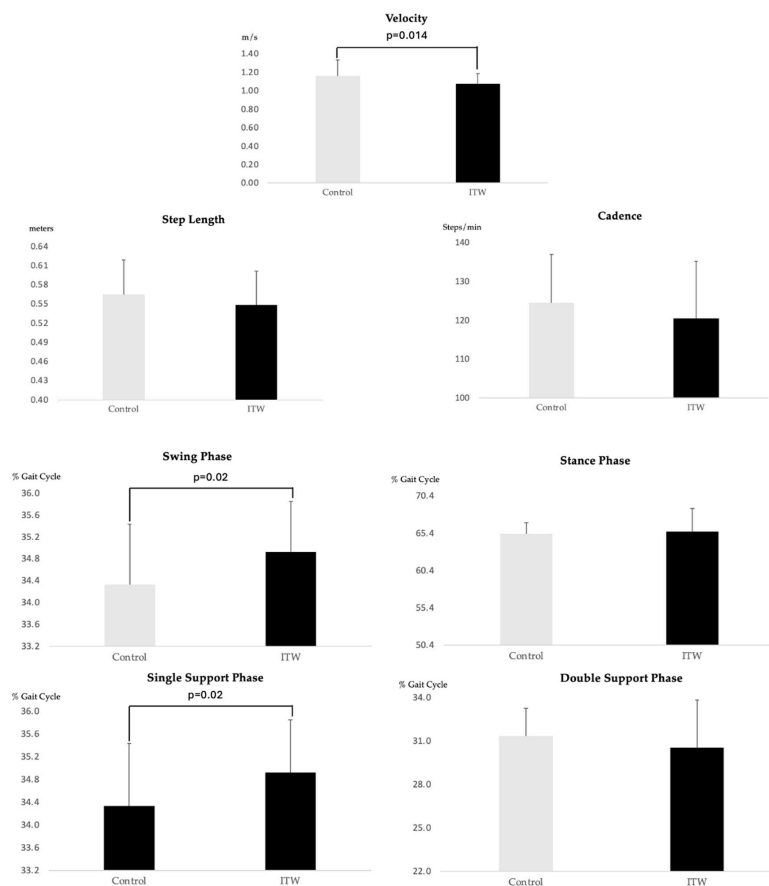 Velocity
m/s
p=0.014
1.40
1.20
1.00
0.80
0.60
0.40
0.20
0.00
Control ITW
Step Length
meters
0.64
0.61
0.58
0.55
0.52
0.49
0.46
0.43
0.40
Control ITW
Cadence
Steps/min
140
130
120
110
100
Control ITW
Swing Phase
% Gait Cycle
p=0.02
36.0
35.6
35.2
34.8
34.4
34.0
33.6
33.2
Control ITW
Stance Phase
% Gait Cycle
70.4
65.4
60.4
55.4
50.4
Control ITW
Single Support Phase
% Gait Cycle
p=0.02
36.0
35.6
35.2
34.8
34.4
34.0
33.6
33.2
Control ITW
Double Support Phase
% Gait Cycle
34.0
31.0
28.0
25.0
22.0
Control ITW